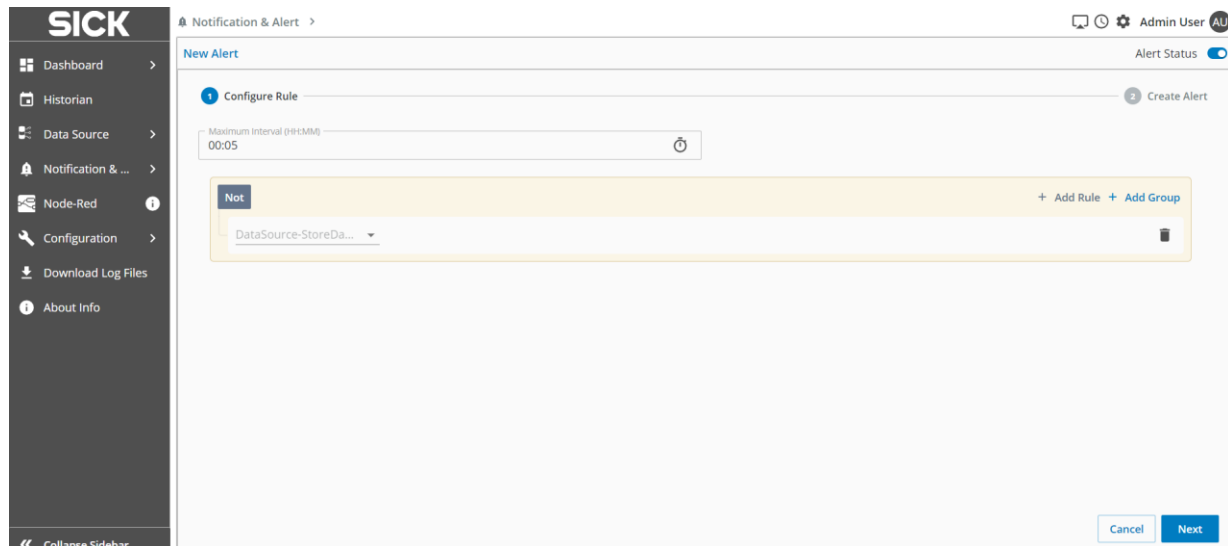 SICK
Notification & Alert >
Admin User AU
New Alert
Alert Status
Dashboard
Historian
Data Source
Notification & ...
Node-Red
Configuration
Download Log Files
About Info
Collapse Sidebar
1 Configure Rule
2 Create Alert
Maximum Interval (HH:MM)
00:05
Not
+ Add Rule + Add Group
DataSource-StoreDa...
Cancel
Next